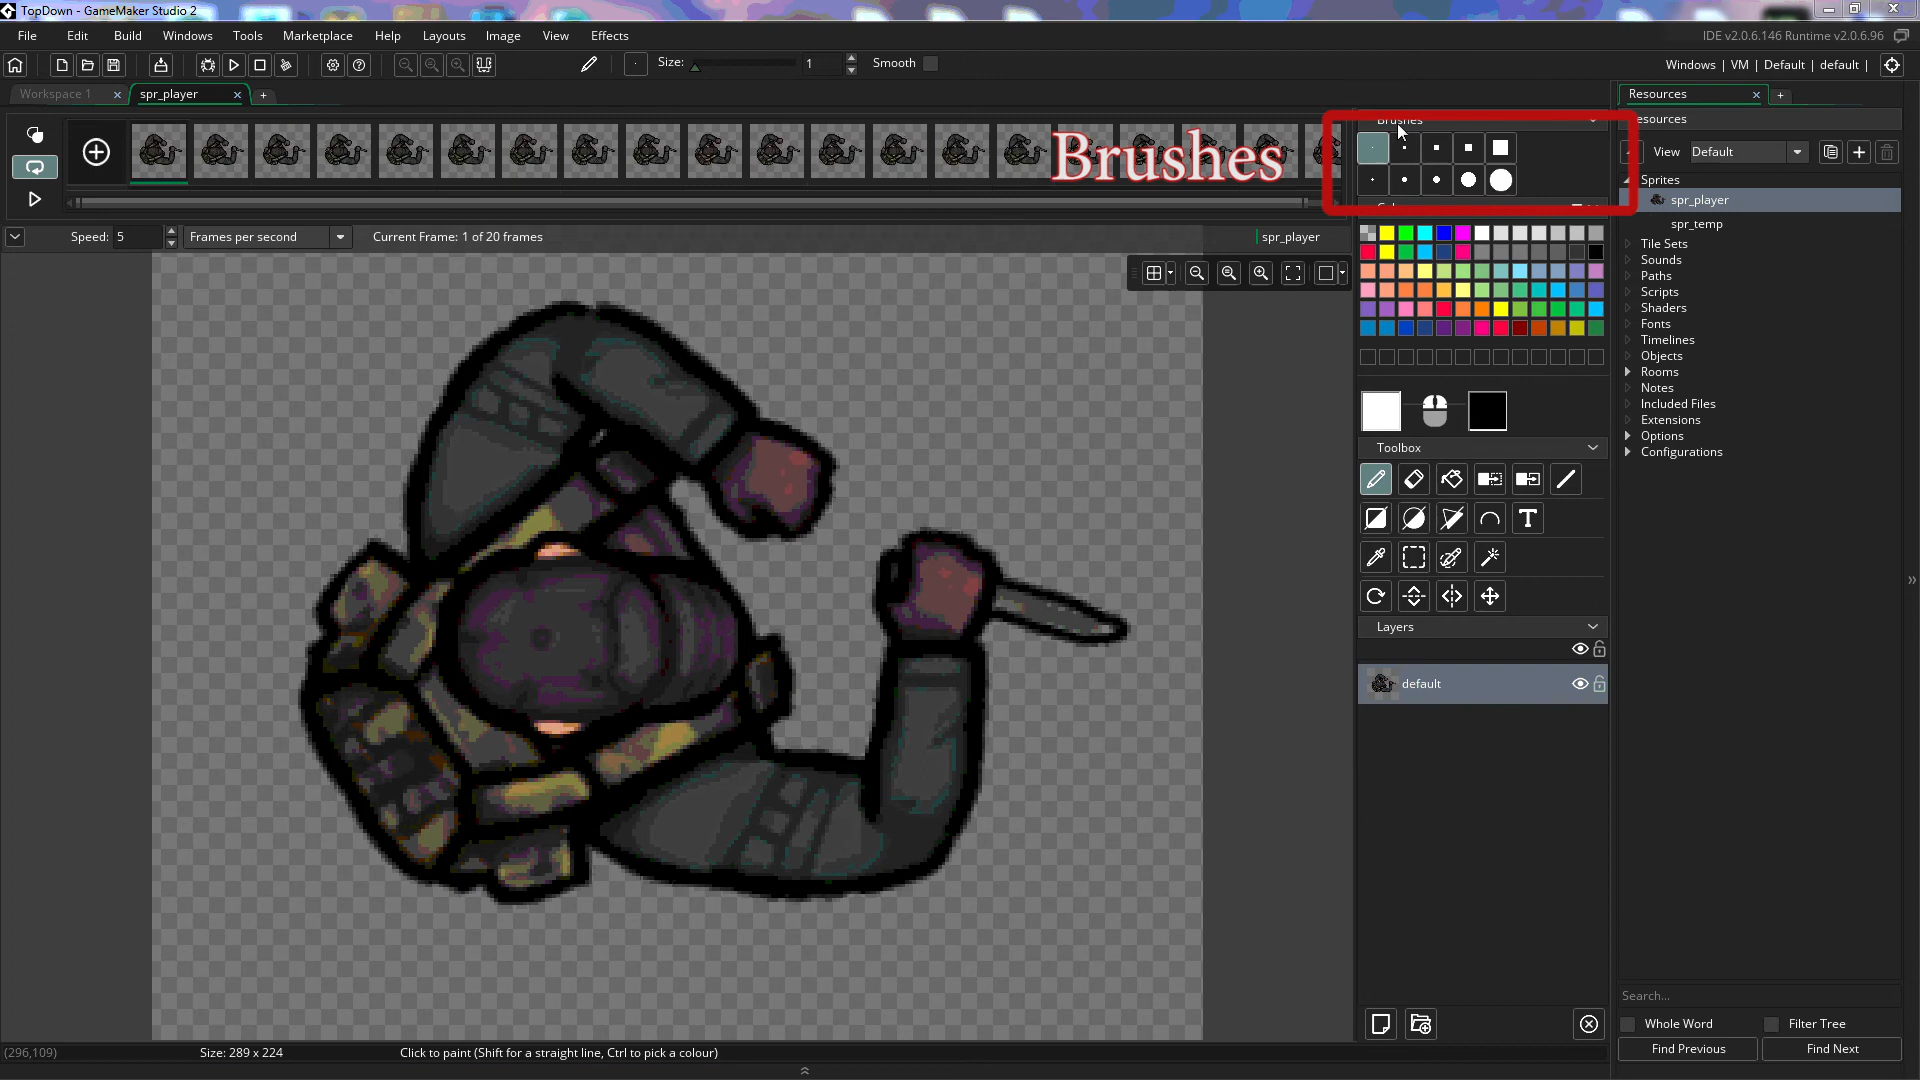 TopDown - GameMaker Studio 2
File Edit Build Windows Tools Marketplace Help Layouts Image View Effects
IDE v2.0.6.146 Runtime v2.0.6.96
Size: 1 Smooth
Windows | VM | Default | default |
Workspace 1 spr_player
Resources
Brushes
Brushes
esources
View Default
Sprites
spr_player
spr_temp
Tile Sets
Sounds
Paths
Scripts
Shaders
Fonts
Timelines
Objects
Rooms
Notes
Included Files
Extensions
Options
Configurations
Speed: 5 Frames per second Current Frame: 1 of 20 frames spr_player
Toolbox
T
Layers
default
Search...
Whole Word Filter Tree
Find Previous Find Next
(296,109) Size: 289 x 224 Click to paint (Shift for a straight line, Ctrl to pick a colour)